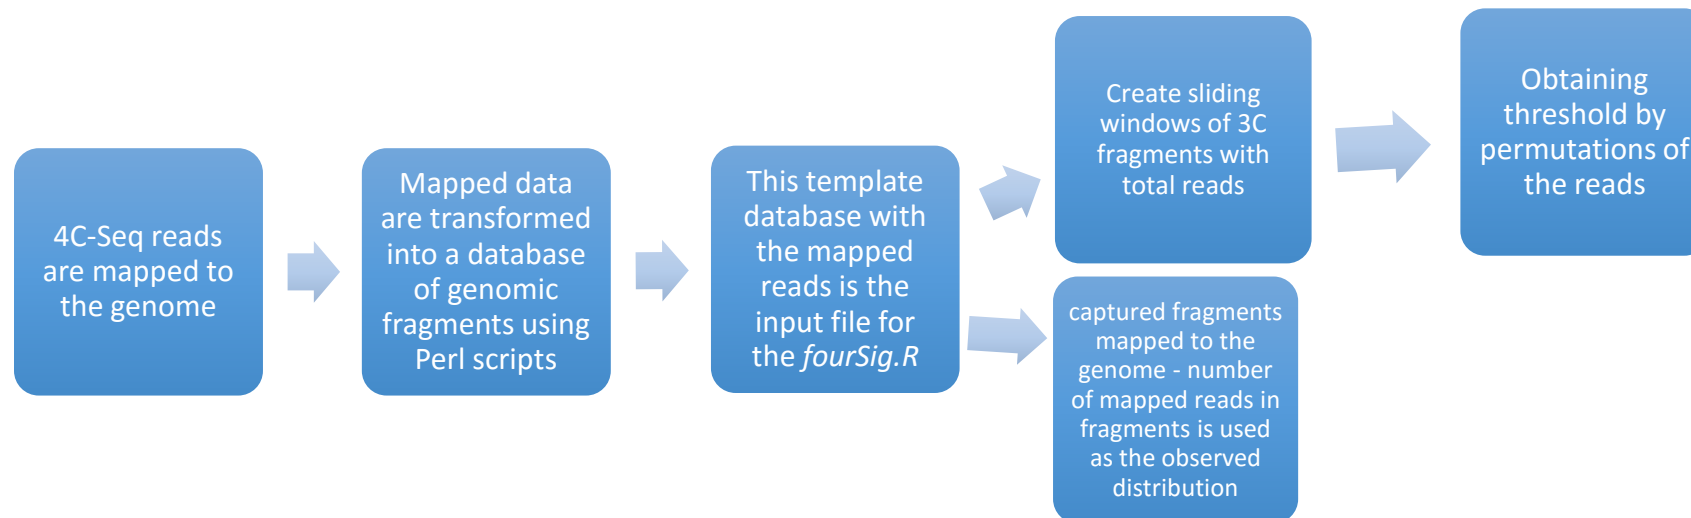 4C-Seq reads
are mapped to
the genome
Mapped data
are transformed
into a database
of genomic
fragments using
Perl scripts
This template
database with
the mapped
reads is the
input file for
the fourSig.R
Create sliding
windows of 3C
fragments with
total reads
captured fragments
mapped to the
genome - number
of mapped reads in
fragments is used
as the observed
distribution
Obtaining
threshold by
permutations of
the reads